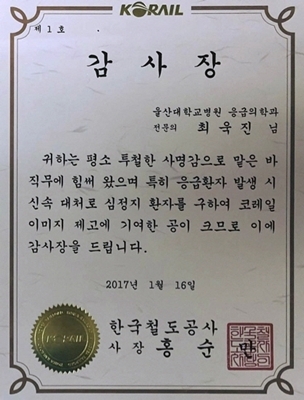 KORAIL
제 1 호
감 사 장
울산대학교병원 응급의학과
전문의 최 욱 진 님
귀하는 평소 특철한 사명감으로 맡은 바
직무에 힘써 왔으며 특히 응급환자 발생 시
신속 대처로 심정지 환자를 구하여 코레일
이미지 제고에 기여한 공이 크므로 이에
감사장을 드립니다.
2017년 1월 16일
한국철도공사
사 장 홍 순 만
KORAIL